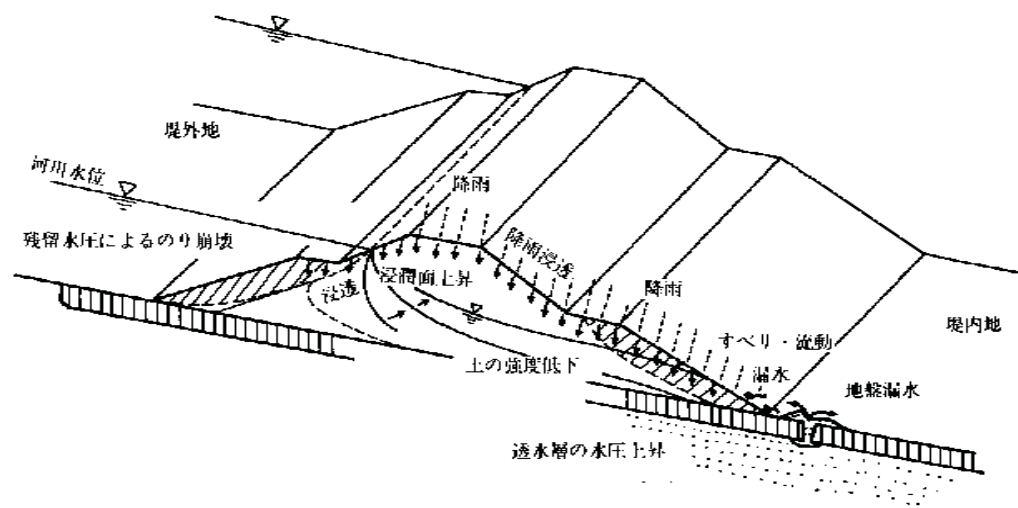 堤外地
河川水位
降雨
残留水圧によるのり崩壊
降雨浸透
浸透
浸潤面上昇
降雨
堤内地
すべり・流動
土の強度低下
漏水
地盤漏水
透水層の水圧上昇